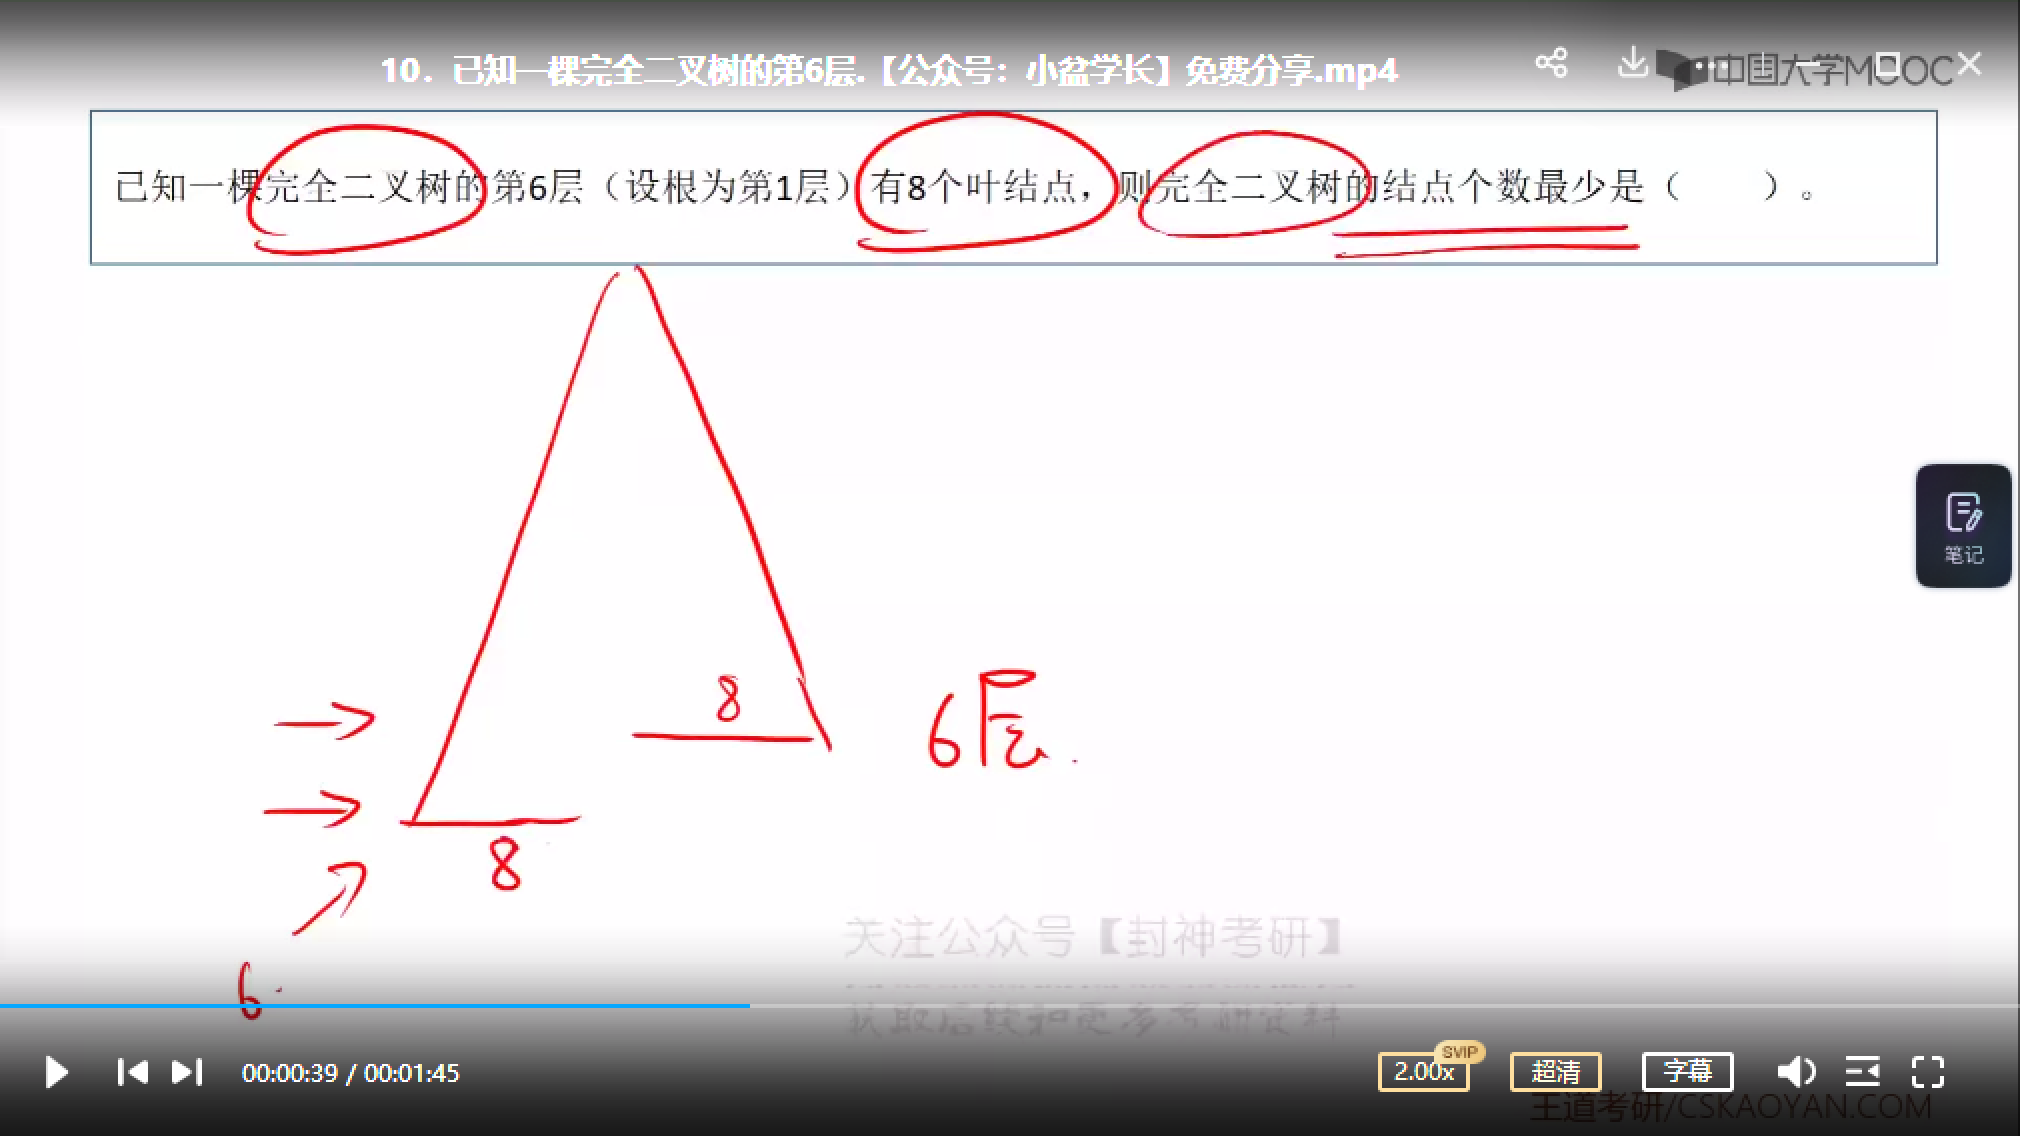 10. 已知一棵完全二叉树的第6层.【公众号：小盆学长】免费分享.mp4
中国大学MOOC
已知一棵完全二叉树的第6层（设根为第1层）有8个叶结点，则完全二叉树的结点个数最少是（ ）。
笔记
8
6层.
8
6
关注公众号【封神考研】
获取后续和更多考研资料
00:00:39 / 00:01:45
2.00x
SVIP
超清
字幕
王道考研/CSKAOYAN.COM